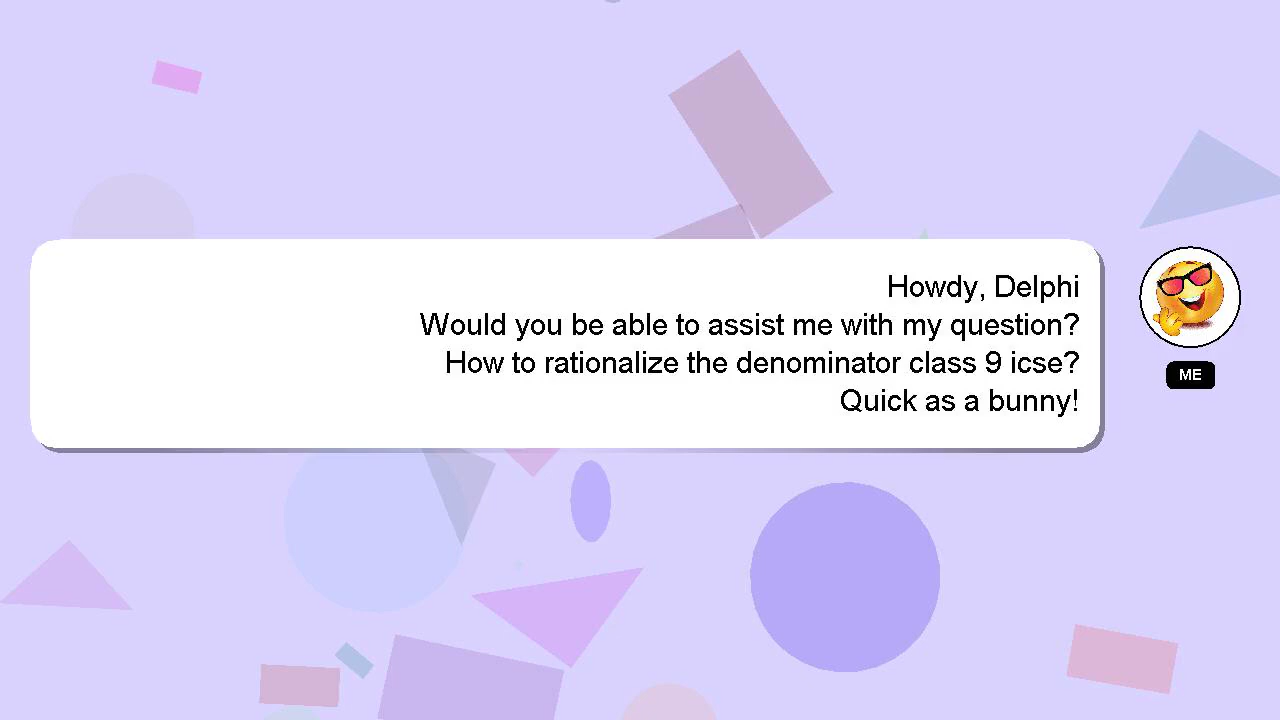 Howdy, Delphi
Would you be able to assist me with my question?
How to rationalize the denominator class 9 icse?
Quick as a bunny!
ME